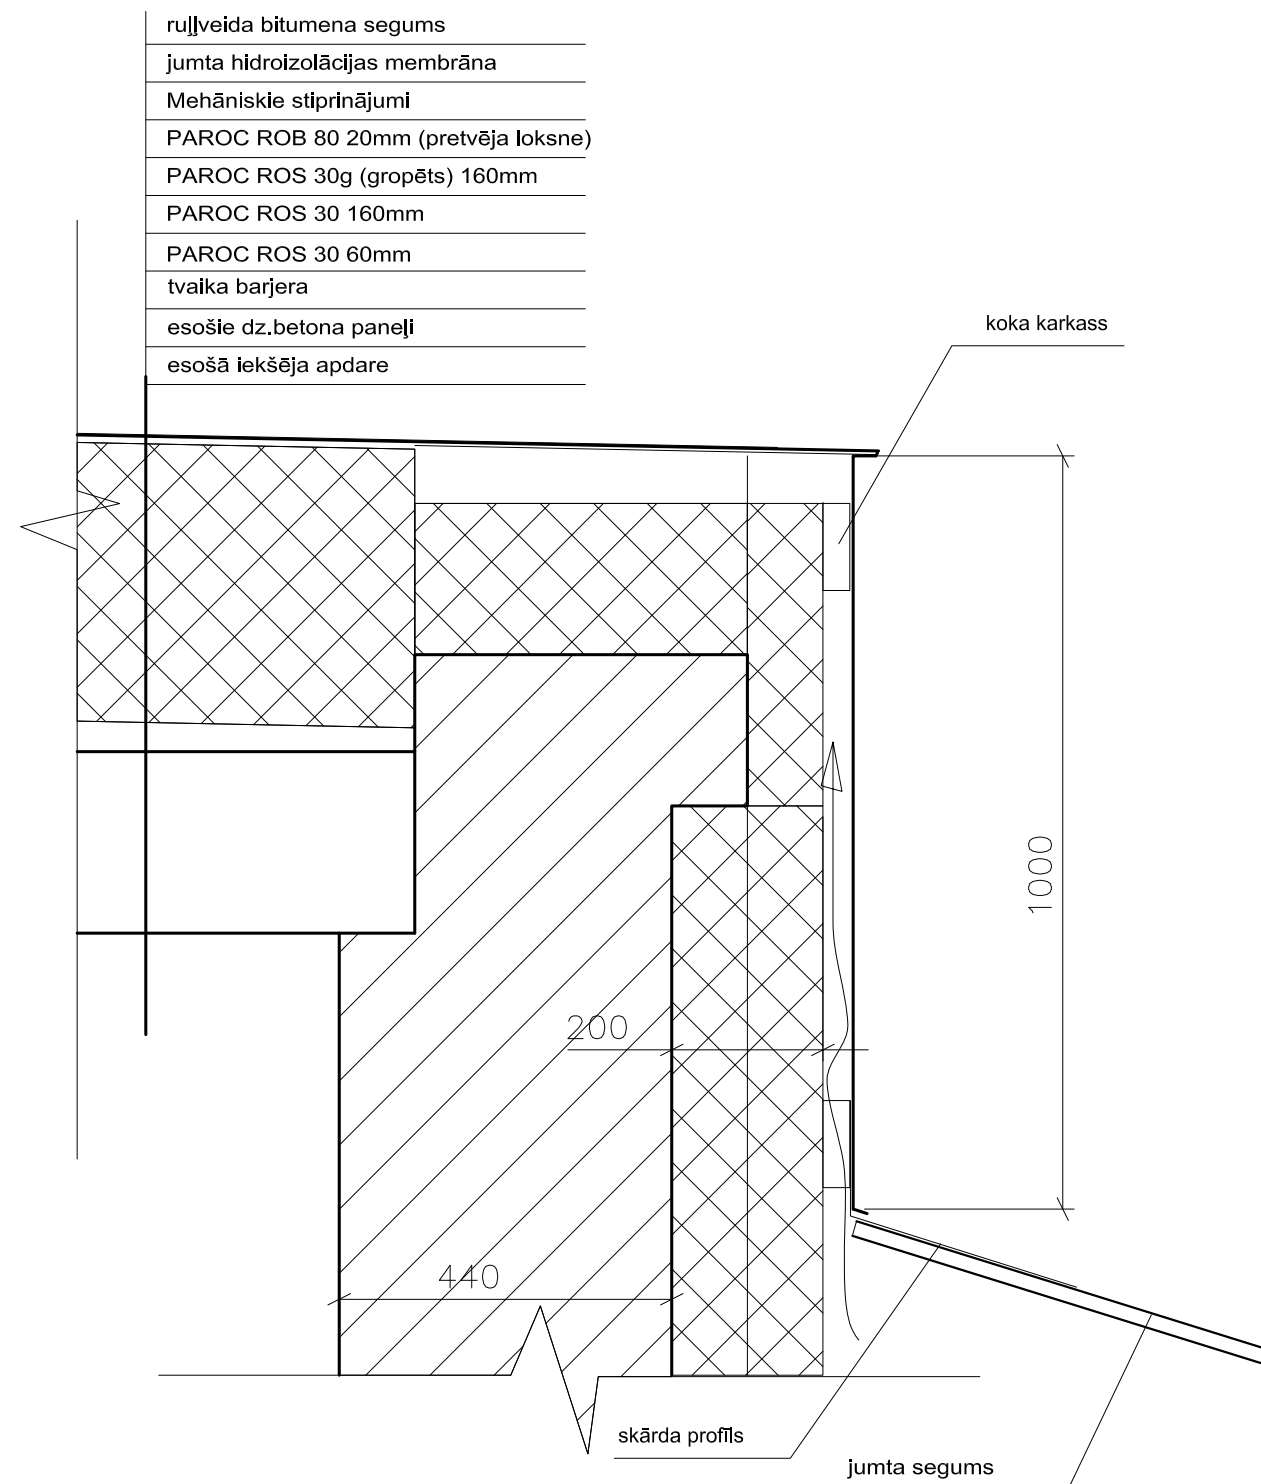 ruļļveida bitumena segums
jumta hidroizolācijas membrāna
Mehāniskie stiprinājumi
PAROC ROB 80 20mm (pretvēja loksne)
PAROC ROS 30g (gropēts) 160mm
PAROC ROS 30 160mm
PAROC ROS 30 60mm
tvaika barjera
esošie dz.betona paneļi
esošā iekšēja apdare
koka karkass
1000
200
440
skārda profīls
jumta segums